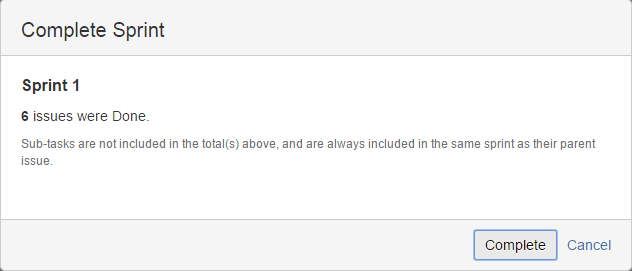 Complete Sprint
Sprint 1
6 issues were Done.
Sub-tasks are not included in the total(s) above, and are always included in the same sprint as their parent
issue.
Complete Cancel